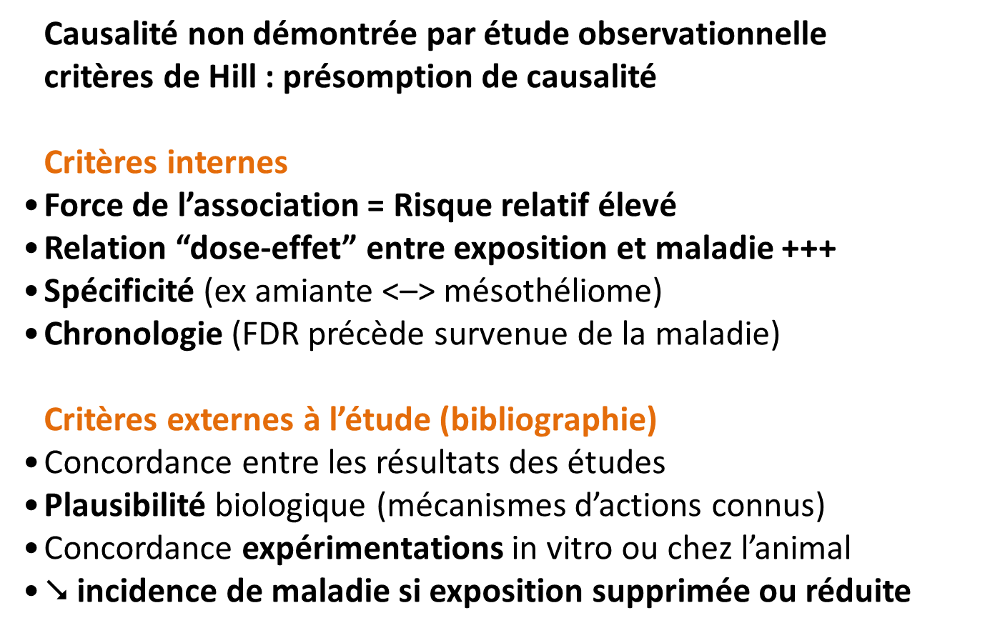 Causalité non démontrée par étude observationnelle
critères de Hill : présomption de causalité
Critères internes
• Force de l’association = Risque relatif élevé
• Relation “dose-effet” entre exposition et maladie +++
• Spécificité (ex amiante <–> mésothéliome)
• Chronologie (FDR précède survenue de la maladie)
Critères externes à l’étude (bibliographie)
• Concordance entre les résultats des études
• Plausibilité biologique (mécanismes d’actions connus)
• Concordance expérimentations in vitro ou chez l’animal
• ↘ incidence de maladie si exposition supprimée ou réduite